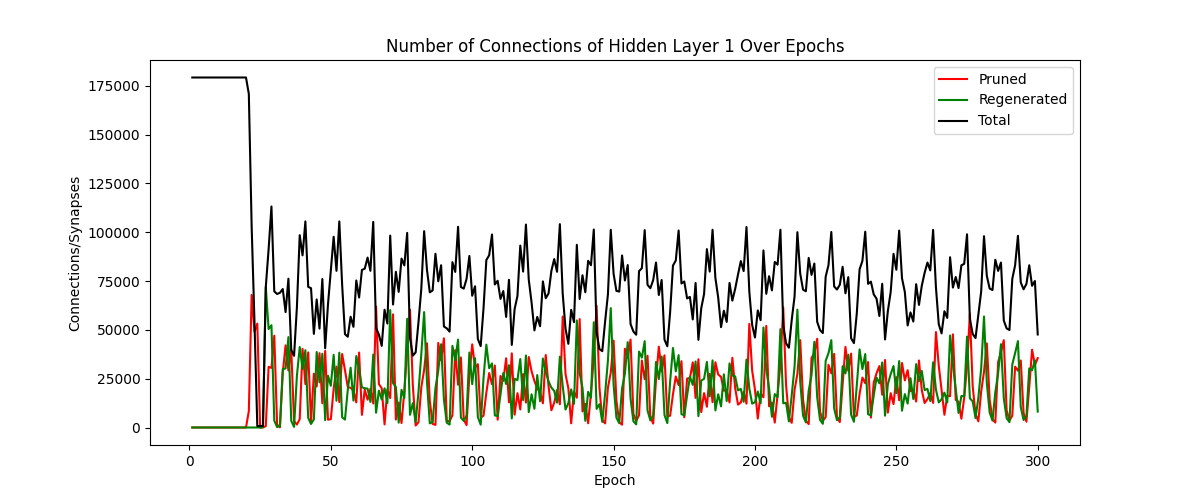 Number of Connections of Hidden Layer 1 Over Epochs
Pruned
Regenerated
Total
Connections/Synapses
175000
150000
125000
100000
75000
50000
25000
0
0 50 100 150 200 250 300
Epoch